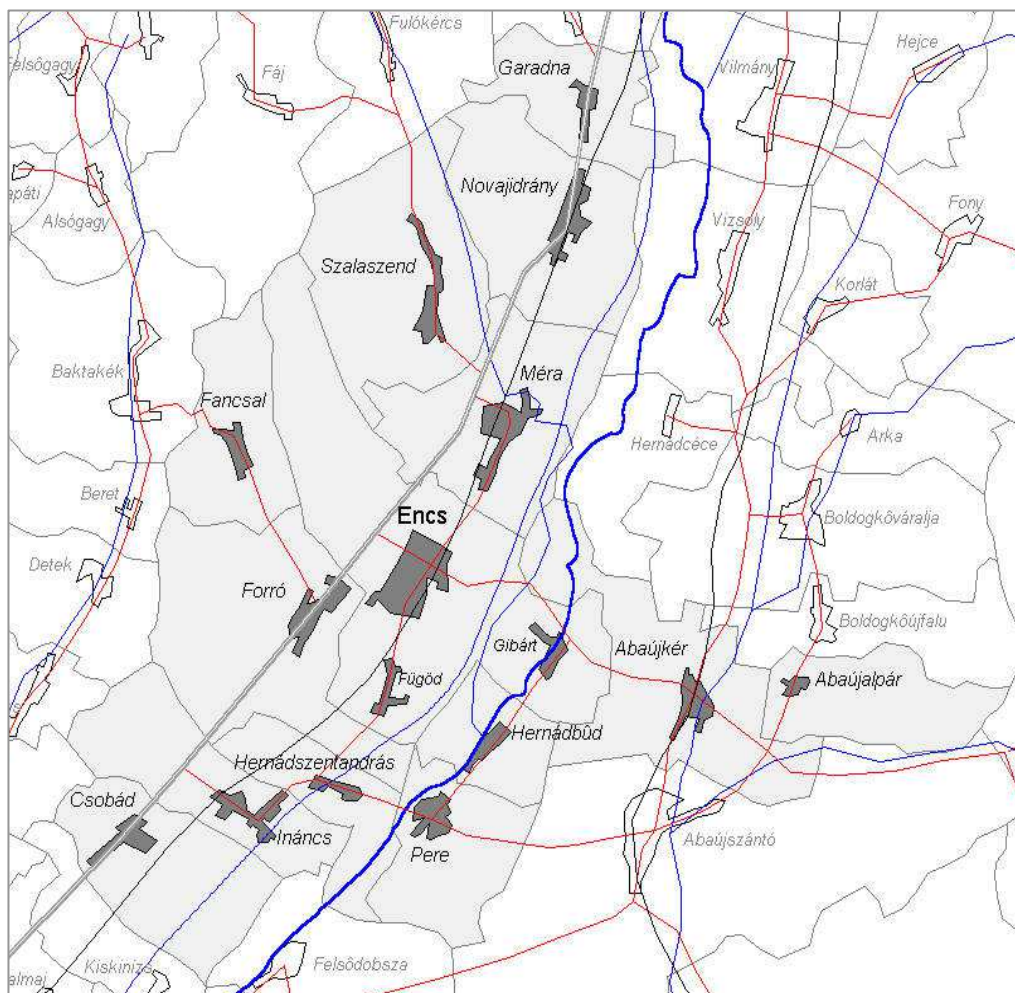 Fulókércs
Felsőgagy
Fáj
Garadna
Vilmány
Hejce
Novajidrány
Alsógagy
Fony
Vizsoly
Szalaszend
Korlát
Baktakék
Méra
Fancsal
Hernádcéce
Arka
Beret
Encs
Boldogkőváralja
Detek
Forró
Gibárt
Abaújkér
Boldogkőújfalu
Fügöd
Abaújalpár
Hernádbűd
Hernádszentandrás
Csobád
Ináncs
Pere
Abaújszántó
Kiskinizs
Felsődobsza